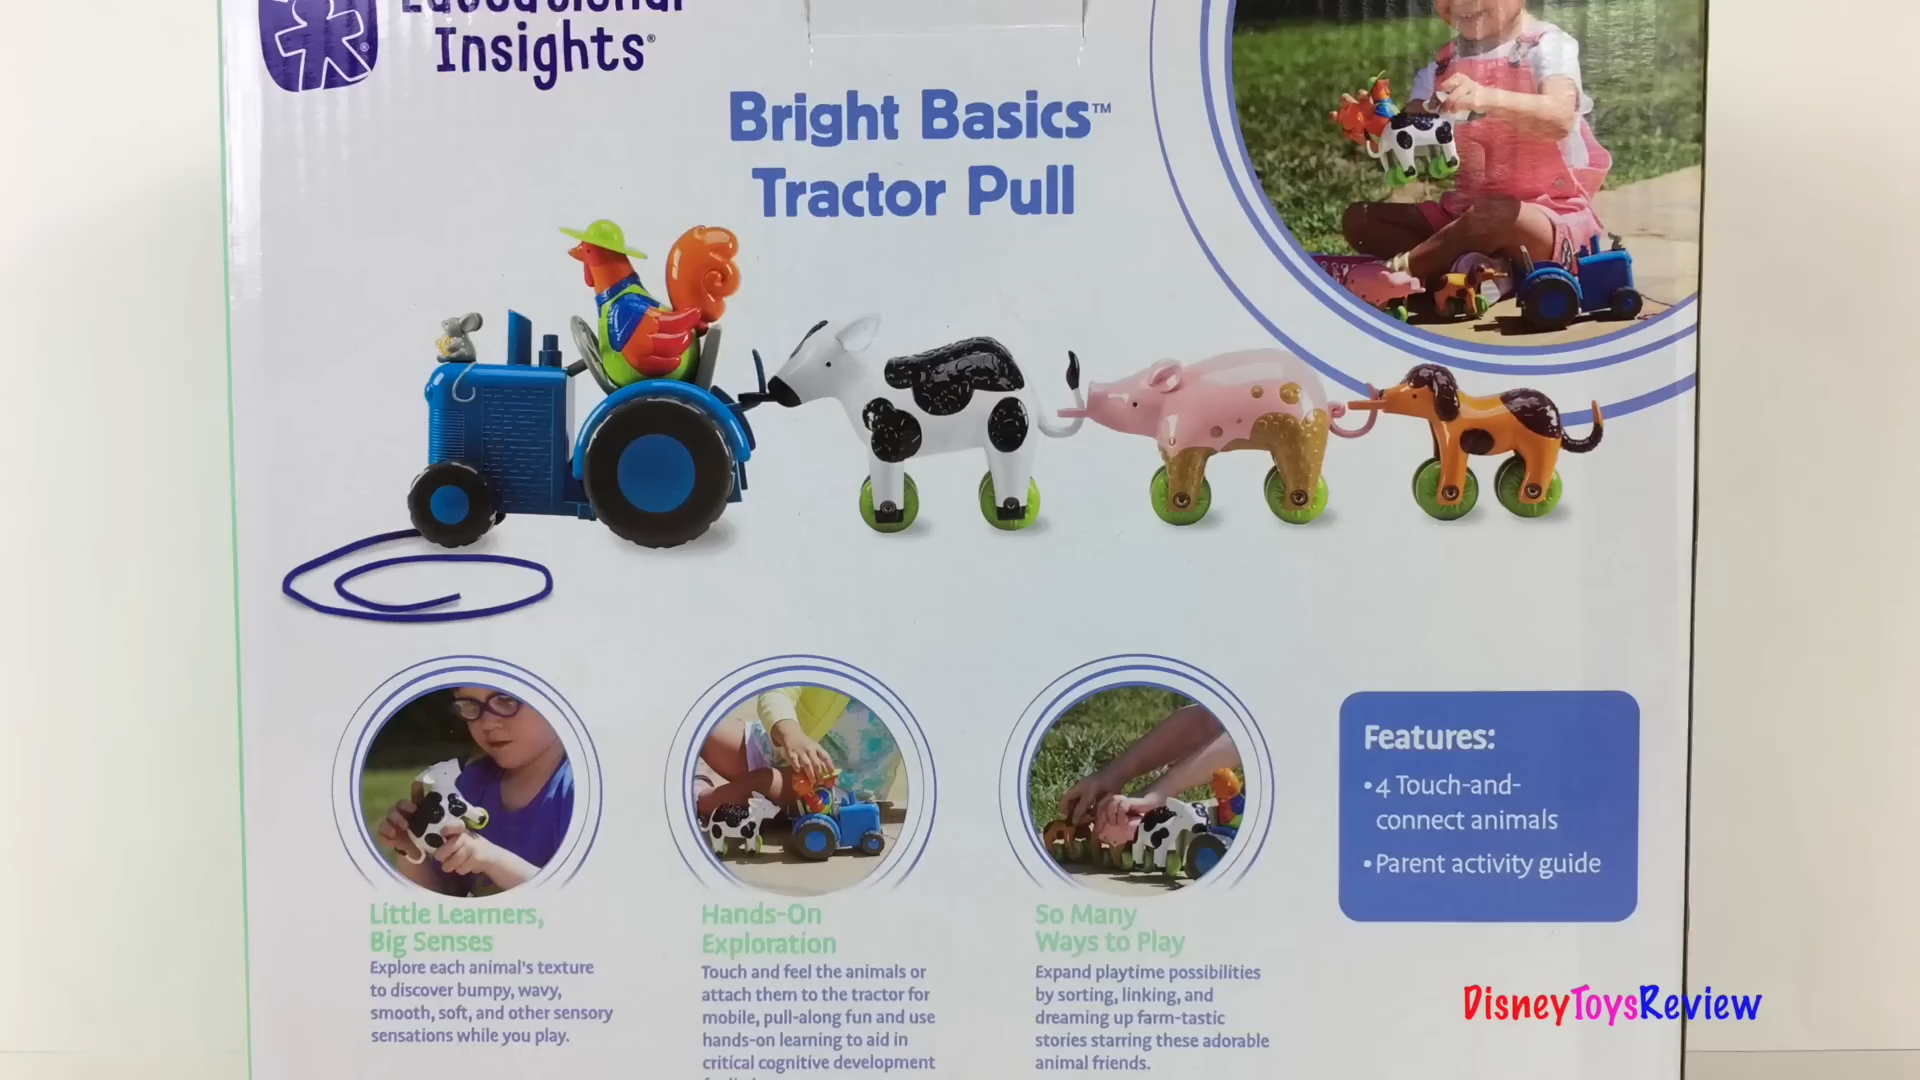 Educational
Insights®
Bright Basics™
Tractor Pull
Little Learners,
Big Senses
Explore each animal's texture
to discover bumpy, wavy,
smooth, soft, and other sensory
sensations while you play.
Hands-On
Exploration
Touch and feel the animals or
attach them to the tractor for
mobile, pull-along fun and use
hands-on learning to aid in
critical cognitive development
So Many
Ways to Play
Expand playtime possibilities
by sorting, linking, and
dreaming up farm-tastic
stories starring these adorable
animal friends.
Features:
• 4 Touch-and-
connect animals
• Parent activity guide
DisneyToysReview